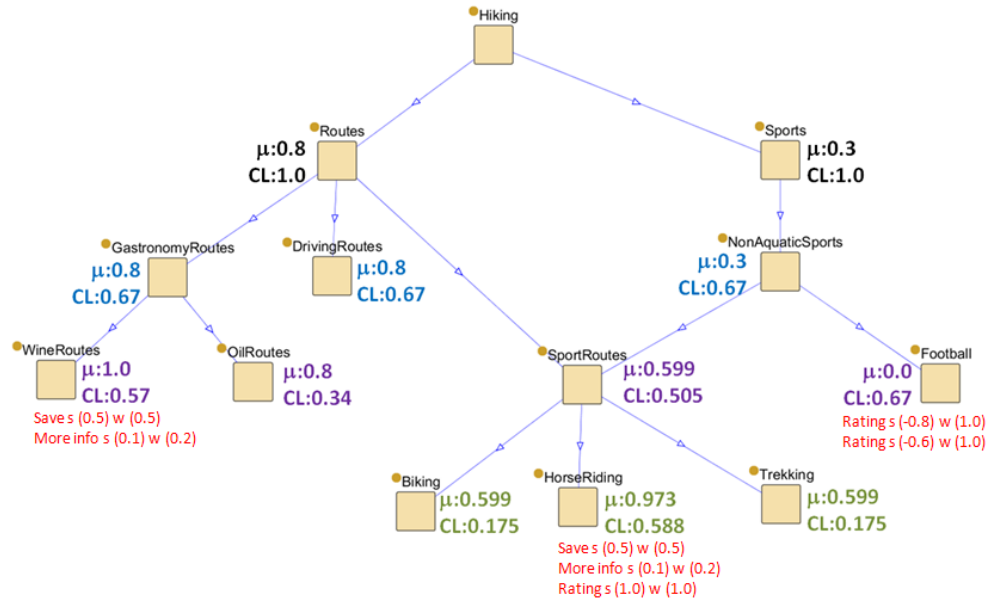 Hiking
Routes
μ:0.8
CL:1.0
Sports
μ:0.3
CL:1.0
GastronomyRoutes
μ:0.8
CL:0.67
DrivingRoutes
μ:0.8
CL:0.67
NonAquaticSports
μ:0.3
CL:0.67
WineRoutes
μ:1.0
CL:0.57
Save s (0.5) w (0.5)
More info s (0.1) w (0.2)
OilRoutes
μ:0.8
CL:0.34
SportRoutes
μ:0.599
CL:0.505
Football
μ:0.0
CL:0.67
Rating s (-0.8) w (1.0)
Rating s (-0.6) w (1.0)
Biking
μ:0.599
CL:0.175
HorseRiding
μ:0.973
CL:0.588
Save s (0.5) w (0.5)
More info s (0.1) w (0.2)
Rating s (1.0) w (1.0)
Trekking
μ:0.599
CL:0.175